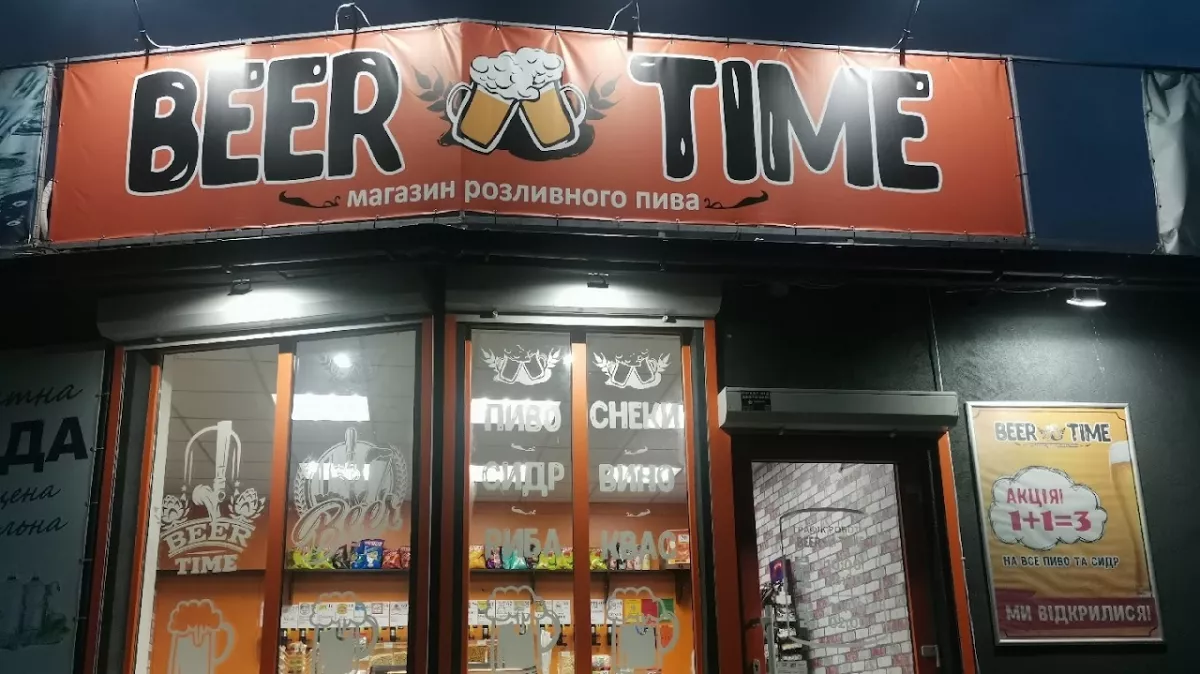 BEER TIME
магазин розливного пива
ПИВО
СИДР
РИБА
СНЕКИ
ВИНО
КВАС
BEER
TIME
Beer
BEER TIME
АКЦІЯ!
1+1=3
НА ВСЕ ПИВО ТА СИДР
МИ ВІДКРИЛИСЯ!